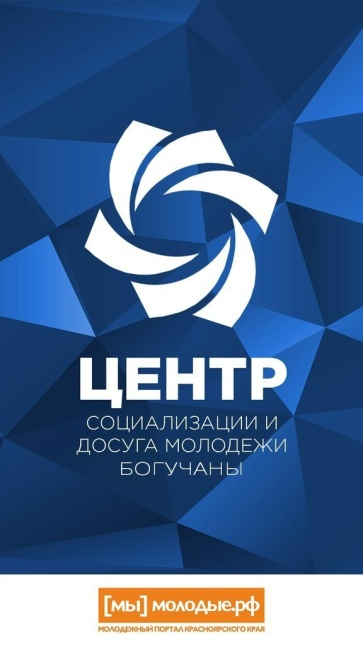 ЦЕНТР
СОЦИАЛИЗАЦИИ И
ДОСУГА МОЛОДЕЖИ
БОГУЧАНЫ
[мы] молодые.рф
МОЛОДЕЖНЫЙ ПОРТАЛ КРАСНОЯРСКОГО КРАЯ